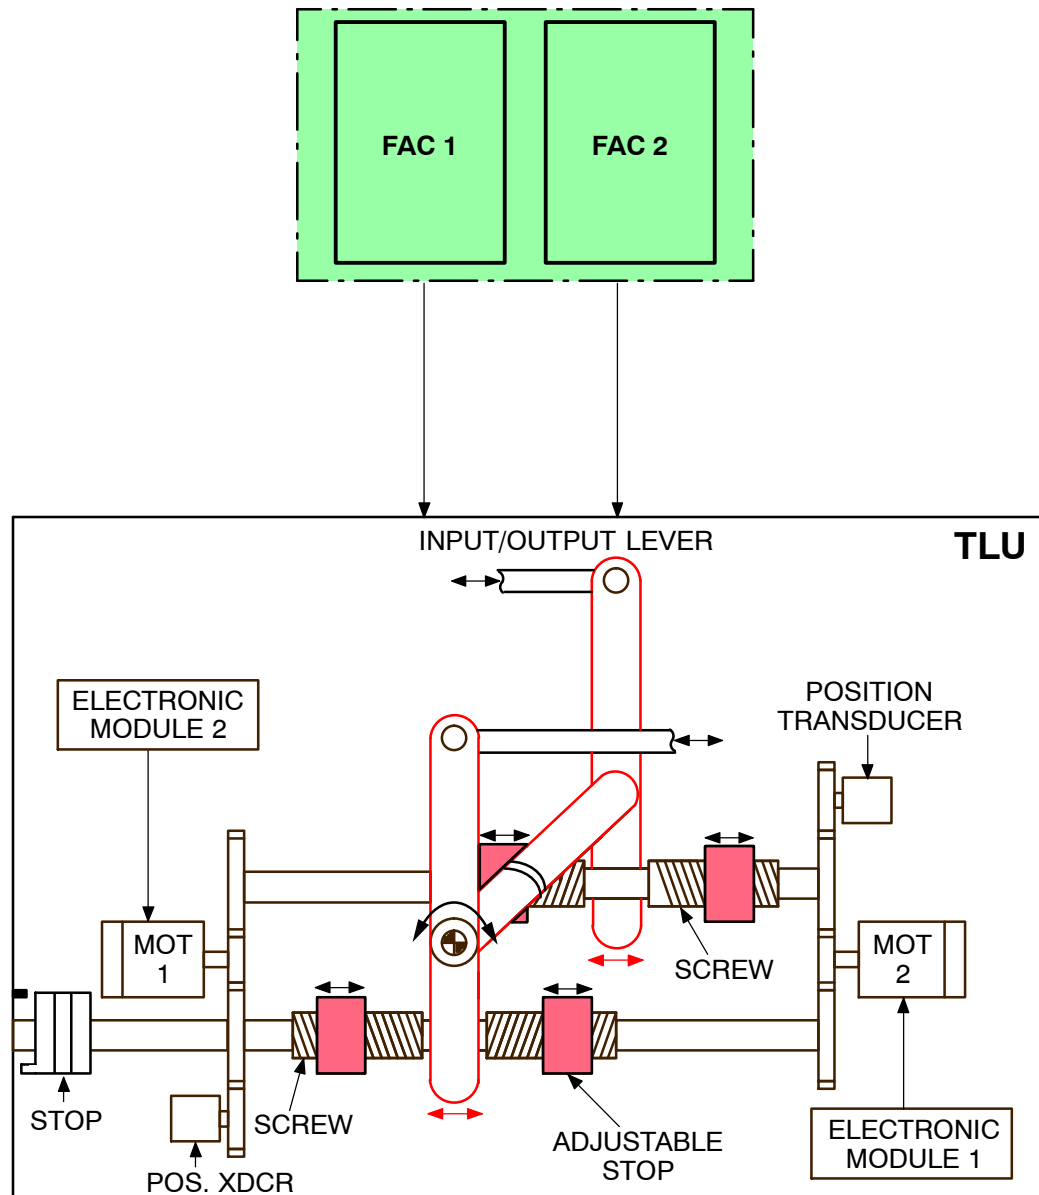 FAC 1
FAC 2
INPUT/OUTPUT LEVER
TLU
ELECTRONIC
MODULE 2
POSITION
TRANSDUCER
MOT
1
MOT
2
SCREW
STOP
SCREW
ADJUSTABLE
STOP
ELECTRONIC
MODULE 1
POS. XDCR